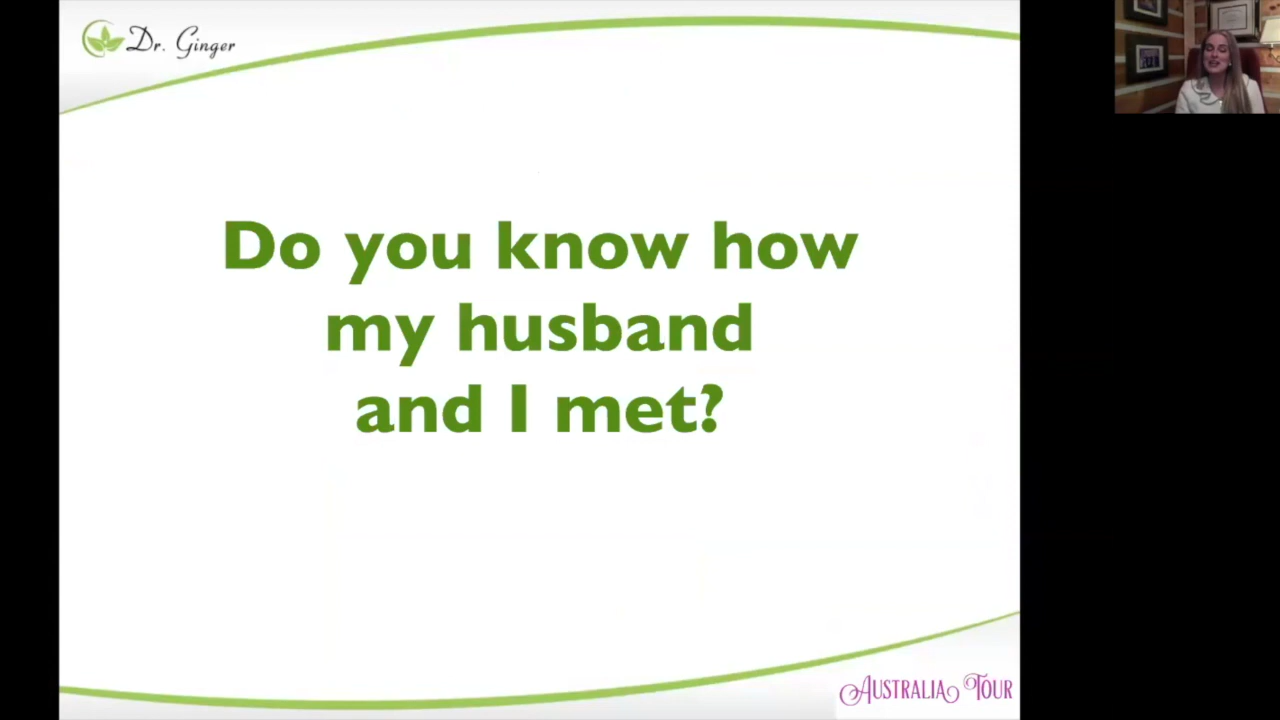 Dr. Ginger
Do you know how
my husband
and I met?
Australia Tour